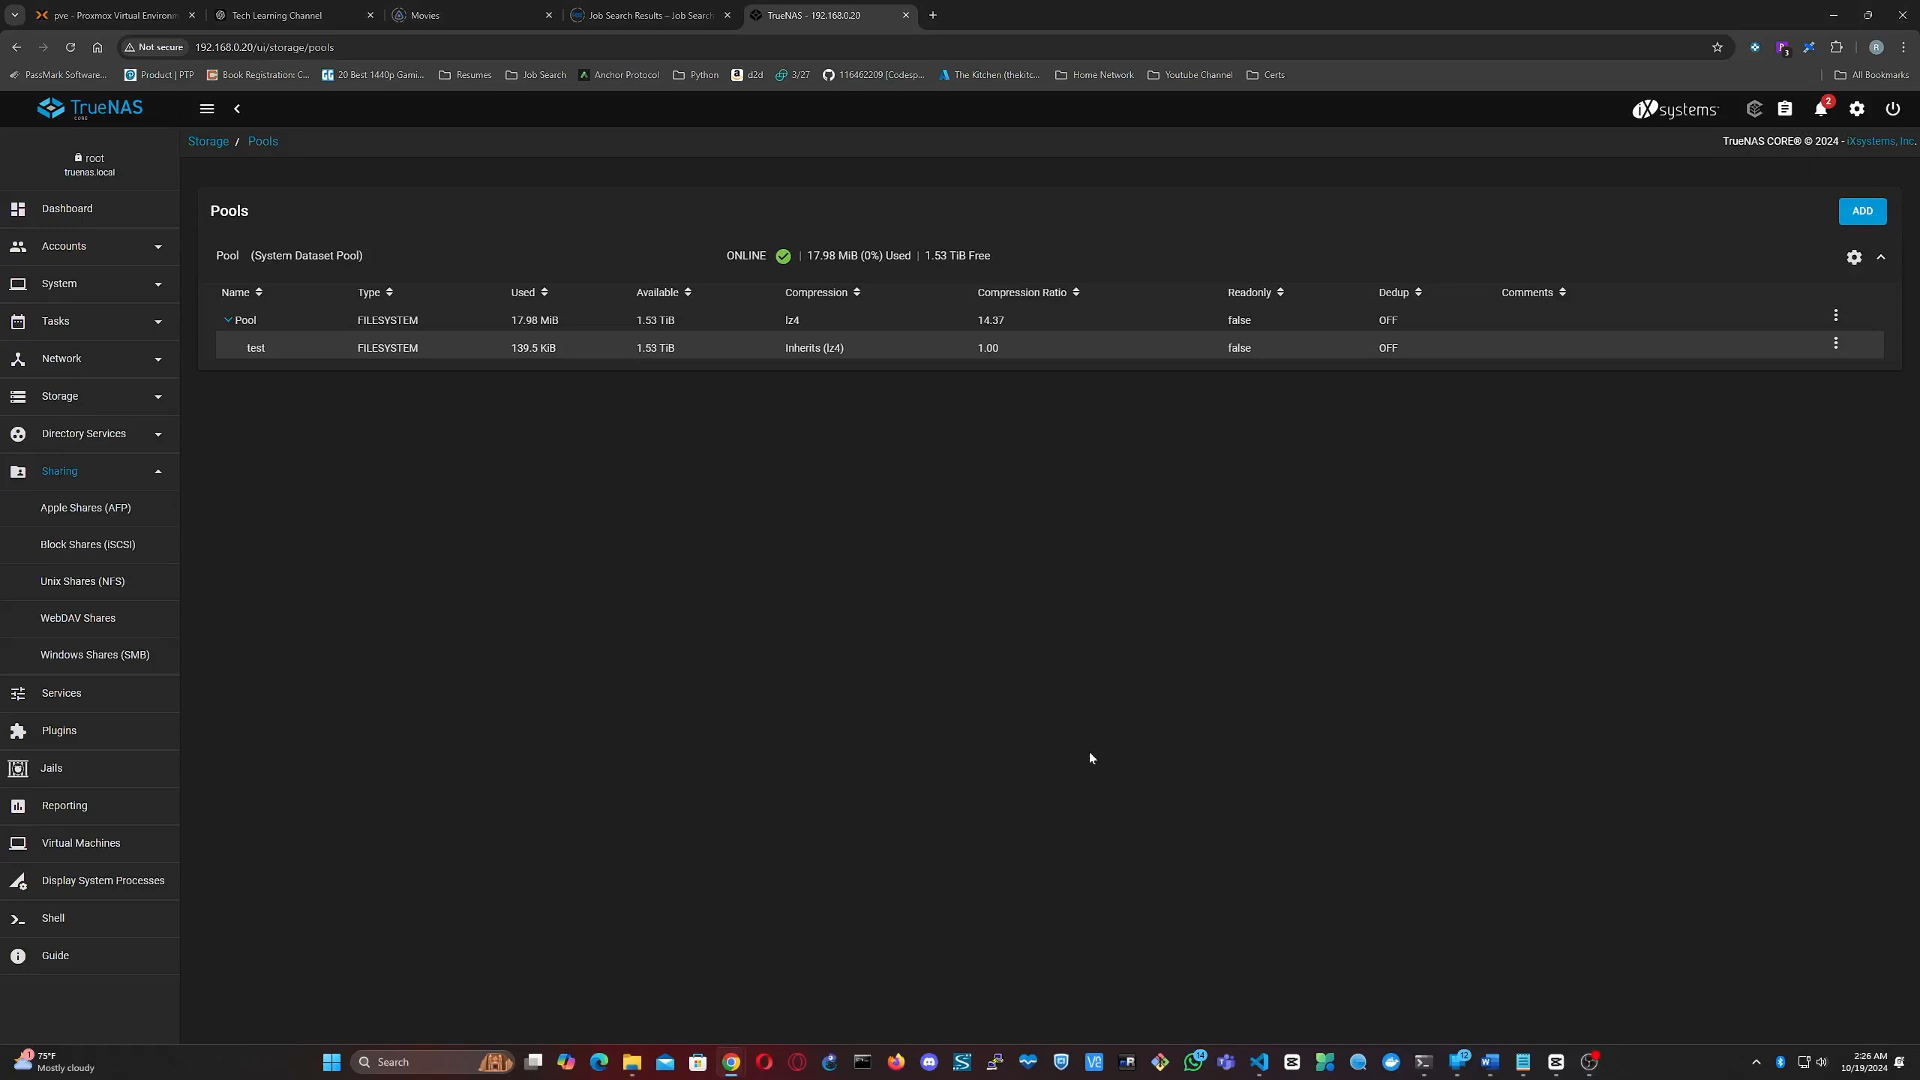 pve - Proxmox Virtual Environm
Tech Learning Channel
Movies
Job Search Results – Job Search
TrueNAS - 192.168.0.20
Not secure
192.168.0.20/ui/storage/pools
PassMark Software...
Product | PTP
Book Registration: C...
20 Best 1440p Gami...
Resumes
Job Search
Anchor Protocol
Python
d2d
3/27
116462209 [Codesp...
The Kitchen (thekitc...
Home Network
Youtube Channel
Certs
All Bookmarks
TrueNAS
CORE
iXsystems
2
root
truenas.local
Storage / Pools
TrueNAS CORE® © 2024 - iXsystems, Inc.
Dashboard
Accounts
System
Tasks
Network
Storage
Directory Services
Sharing
Apple Shares (AFP)
Block Shares (iSCSI)
Unix Shares (NFS)
WebDAV Shares
Windows Shares (SMB)
Services
Plugins
Jails
Reporting
Virtual Machines
Display System Processes
Shell
Guide
Pools
ADD
Pool (System Dataset Pool)
ONLINE | 17.98 MiB (0%) Used | 1.53 TiB Free
Name Type Used Available Compression Compression Ratio Readonly Dedup Comments
Pool FILESYSTEM 17.98 MiB 1.53 TiB lz4 14.37 false OFF
test FILESYSTEM 139.5 KiB 1.53 TiB Inherits (lz4) 1.00 false OFF
1
75°F
Mostly cloudy
Search
14
12
2:26 AM
10/19/2024